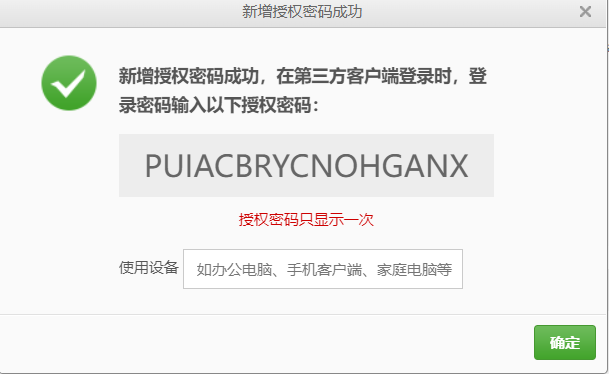 新增授权密码成功
新增授权密码成功，在第三方客户端登录时，登
录密码输入以下授权密码：
PUIACBRYCNOHGANX
授权密码只显示一次
使用设备 如办公电脑、手机客户端、家庭电脑等
确定